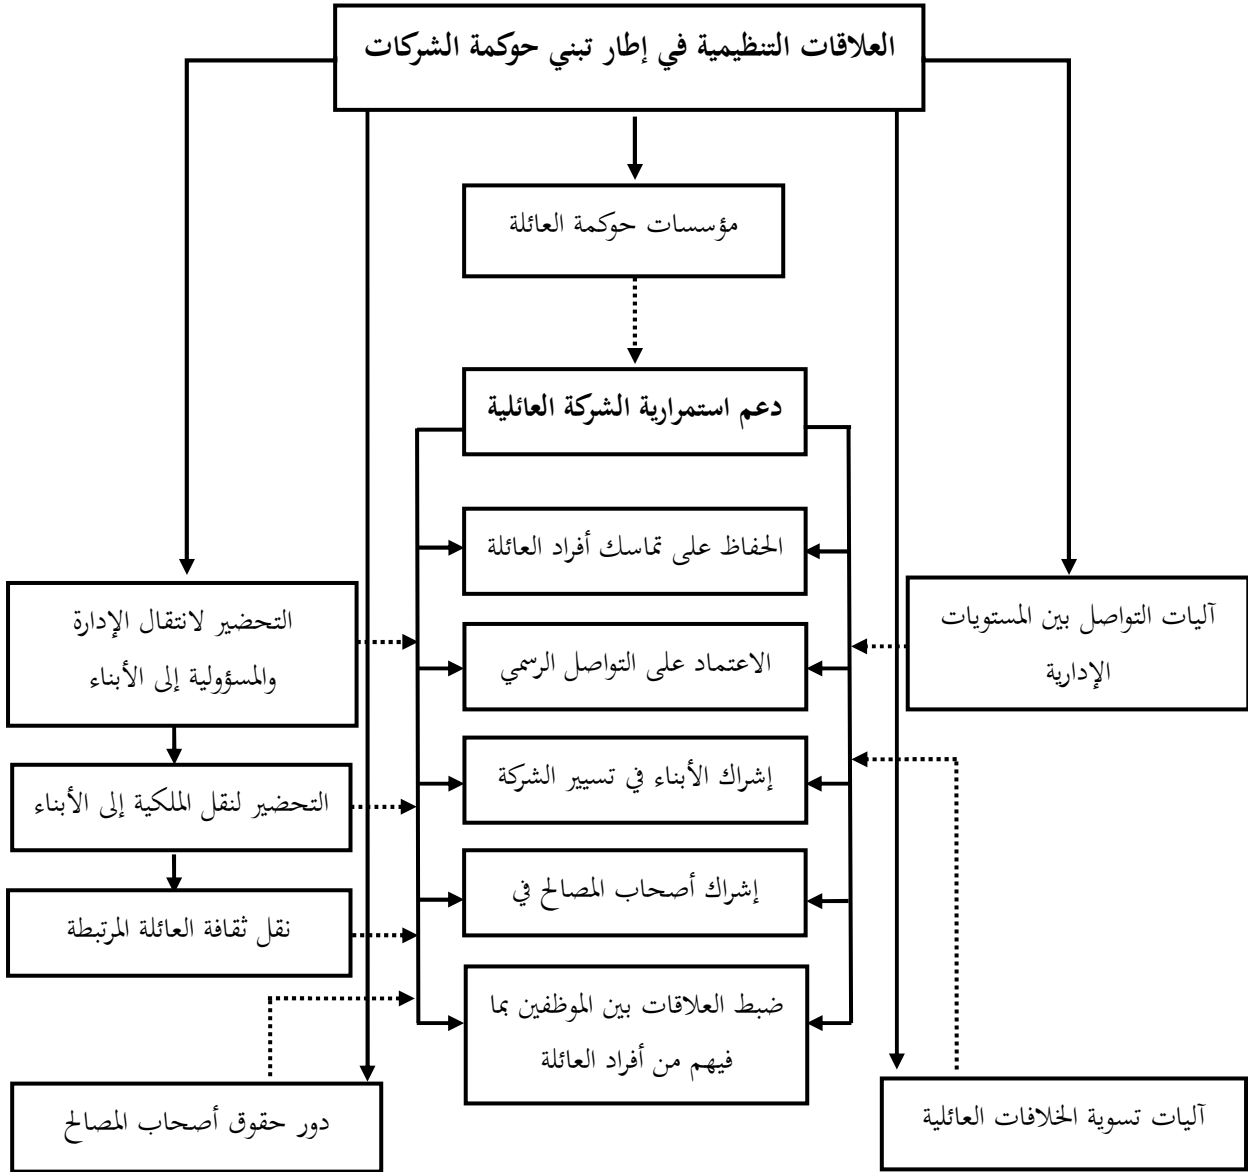 العلاقات التنظيمية في إطار تبني حوكمة الشركات
مؤسسات حوكمة العائلة
دعم استمرارية الشركة العائلية
الحفاظ على تماسك أفراد العائلة
آليات التواصل بين المستويات
الإدارية
التحضير لانتقال الإدارة
والمسؤولية إلى الأبناء
الاعتماد على التواصل الرسمي
إشراك الأبناء في تسيير الشركة
التحضير لنقل الملكية إلى الأبناء
إشراك أصحاب المصالح في
نقل ثقافة العائلة المرتبطة
ضبط العلاقات بين الموظفين بما
فيهم من أفراد العائلة
آليات تسوية الخلافات العائلية
دور حقوق أصحاب المصالح